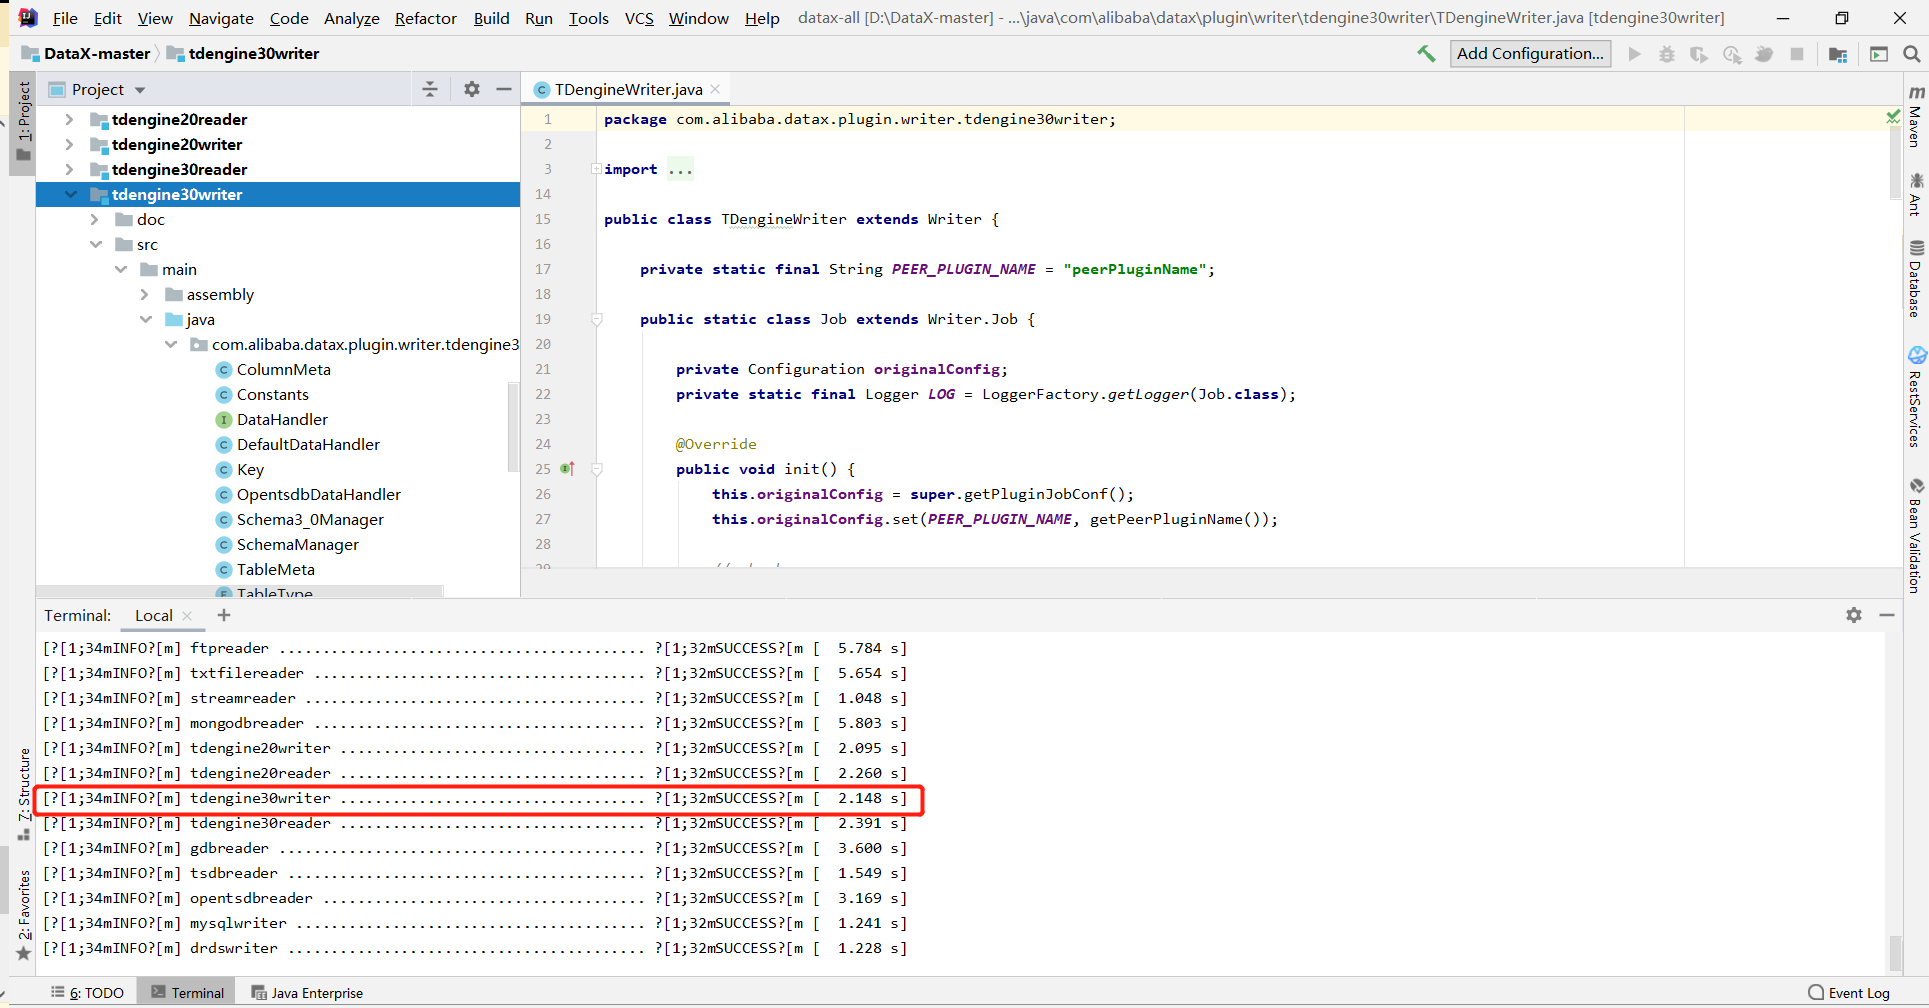 File Edit View Navigate Code Analyze Refactor Build Run Tools VCS Window Help datax-all [D:\DataX-master] - ...\java\com\alibaba\datax\plugin\writer\tdengine30writer\TDengineWriter.java [tdengine30writer]
DataX-master tdengine30writer Add Configuration...
Project TDengineWriter.java
1: Project
tdengine20reader
tdengine20writer
tdengine30reader
tdengine30writer
doc
src
main
assembly
java
com.alibaba.datax.plugin.writer.tdengine3
ColumnMeta
Constants
DataHandler
DefaultDataHandler
Key
OpentsdbDataHandler
Schema3_0Manager
SchemaManager
TableMeta
TableType
1 package com.alibaba.datax.plugin.writer.tdengine30writer;
2
3 import ...
14
15 public class TDengineWriter extends Writer {
16
17 private static final String PEER_PLUGIN_NAME = "peerPluginName";
18
19 public static class Job extends Writer.Job {
20
21 private Configuration originalConfig;
22 private static final Logger LOG = LoggerFactory.getLogger(Job.class);
23
24 @Override
25 public void init() {
26 this.originalConfig = super.getPluginJobConf();
27 this.originalConfig.set(PEER_PLUGIN_NAME, getPeerPluginName());
28
29
Maven
Ant
Database
RestServices
Bean Validation
Terminal: Local
[?[1;34mINFO?[m] ftpreader .......................................... ?[1;32mSUCCESS?[m [  5.784 s]
[?[1;34mINFO?[m] txtfilereader ...................................... ?[1;32mSUCCESS?[m [  5.654 s]
[?[1;34mINFO?[m] streamreader ....................................... ?[1;32mSUCCESS?[m [  1.048 s]
[?[1;34mINFO?[m] mongodbreader ...................................... ?[1;32mSUCCESS?[m [  5.803 s]
[?[1;34mINFO?[m] tdengine20writer ................................... ?[1;32mSUCCESS?[m [  2.095 s]
[?[1;34mINFO?[m] tdengine20reader ................................... ?[1;32mSUCCESS?[m [  2.260 s]
[?[1;34mINFO?[m] tdengine30writer ................................... ?[1;32mSUCCESS?[m [  2.148 s]
[?[1;34mINFO?[m] tdengine30reader ................................... ?[1;32mSUCCESS?[m [  2.391 s]
[?[1;34mINFO?[m] gdbreader .......................................... ?[1;32mSUCCESS?[m [  3.600 s]
[?[1;34mINFO?[m] tsdbreader ......................................... ?[1;32mSUCCESS?[m [  1.549 s]
[?[1;34mINFO?[m] opentsdbreader ..................................... ?[1;32mSUCCESS?[m [  3.169 s]
[?[1;34mINFO?[m] mysqlwriter ........................................ ?[1;32mSUCCESS?[m [  1.241 s]
[?[1;34mINFO?[m] drdswriter ......................................... ?[1;32mSUCCESS?[m [  1.228 s]
Z: Structure
2: Favorites
6: TODO Terminal Java Enterprise Event Log